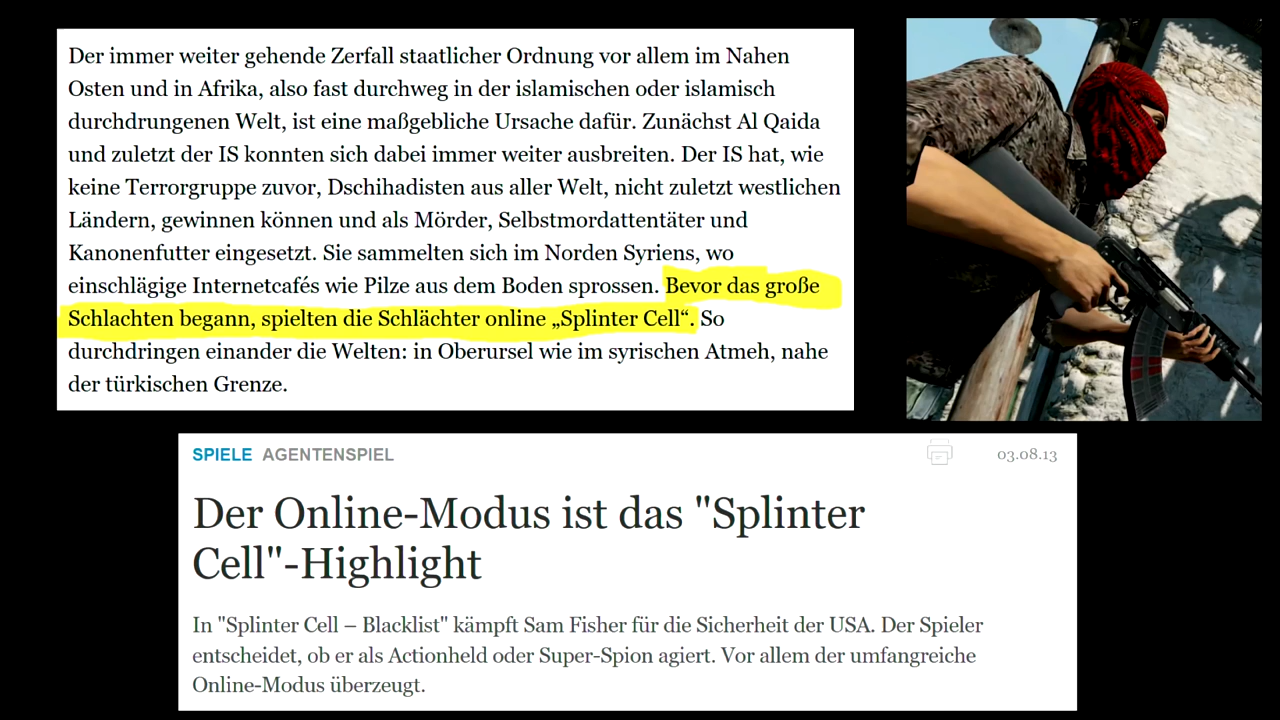 Der immer weiter gehende Zerfall staatlicher Ordnung vor allem im Nahen
Osten und in Afrika, also fast durchweg in der islamischen oder islamisch
durchdrungenen Welt, ist eine maßgebliche Ursache dafür. Zunächst Al Qaida
und zuletzt der IS konnten sich dabei immer weiter ausbreiten. Der IS hat, wie
keine Terrorgruppe zuvor, Dschihadisten aus aller Welt, nicht zuletzt westlichen
Ländern, gewinnen können und als Mörder, Selbstmordattentäter und
Kanonenfutter eingesetzt. Sie sammelten sich im Norden Syriens, wo
einschlägige Internetcafés wie Pilze aus dem Boden sprossen. Bevor das große
Schlachten begann, spielten die Schlächter online „Splinter Cell“. So
durchdringen einander die Welten: in Oberursel wie im syrischen Atmeh, nahe
der türkischen Grenze.
SPIELE AGENTENSPIEL
03.08.13
Der Online-Modus ist das "Splinter
Cell"-Highlight
In "Splinter Cell – Blacklist" kämpft Sam Fisher für die Sicherheit der USA. Der Spieler
entscheidet, ob er als Actionheld oder Super-Spion agiert. Vor allem der umfangreiche
Online-Modus überzeugt.